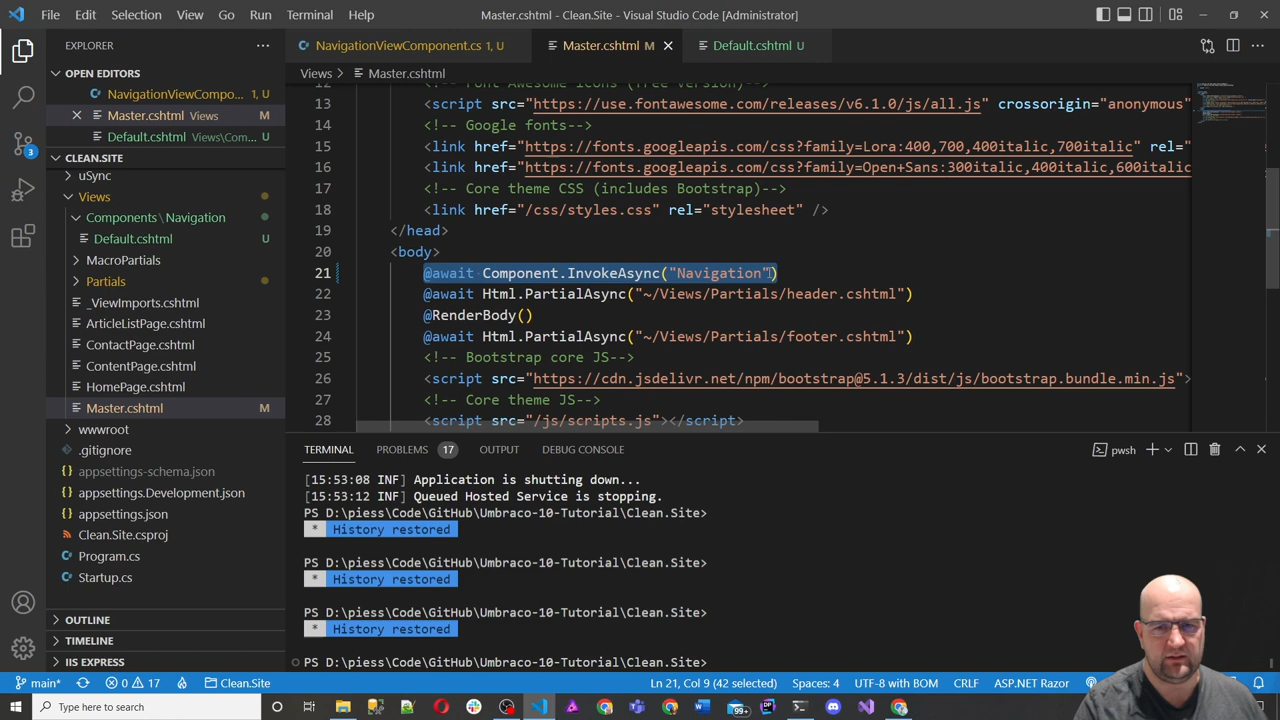 File Edit Selection View Go Run Terminal Help
Master.cshtml - Clean.Site - Visual Studio Code [Administrator]
EXPLORER
OPEN EDITORS
NavigationViewCompo... 1, U
Master.cshtml Views M
Default.cshtml Views\Com... U
CLEAN.SITE
uSync
Views
Components \ Navigation
Default.cshtml U
MacroPartials
Partials
_ViewImports.cshtml
ArticleListPage.cshtml
ContactPage.cshtml
ContentPage.cshtml
HomePage.cshtml
Master.cshtml M
wwwroot
.gitignore
appsettings-schema.json
appsettings.Development.json
appsettings.json
Clean.Site.csproj
Program.cs
Startup.cs
OUTLINE
TIMELINE
IIS EXPRESS
NavigationViewComponent.cs 1, U
Master.cshtml M
Default.cshtml U
Views > Master.cshtml
12 <!-- Font Awesome icons (free version)-->
13 <script src="https://use.fontawesome.com/releases/v6.1.0/js/all.js" crossorigin="anonymous"
14 <!-- Google fonts-->
15 <link href="https://fonts.googleapis.com/css?family=Lora:400,700,400italic,700italic" rel=
16 <link href="https://fonts.googleapis.com/css?family=Open+Sans:300italic,400italic,600italic
17 <!-- Core theme CSS (includes Bootstrap)-->
18 <link href="/css/styles.css" rel="stylesheet" />
19 </head>
20 <body>
21 @await Component.InvokeAsync("Navigation")
22 @await Html.PartialAsync("~/Views/Partials/header.cshtml")
23 @RenderBody()
24 @await Html.PartialAsync("~/Views/Partials/footer.cshtml")
25 <!-- Bootstrap core JS-->
26 <script src="https://cdn.jsdelivr.net/npm/bootstrap@5.1.3/dist/js/bootstrap.bundle.min.js">
27 <!-- Core theme JS-->
28 <script src="/js/scripts.js"></script>
TERMINAL PROBLEMS 17 OUTPUT DEBUG CONSOLE
pwsh
[15:53:08 INF] Application is shutting down...
[15:53:12 INF] Queued Hosted Service is stopping.
PS D:\piess\Code\GitHub\Umbraco-10-Tutorial\Clean.Site>
* History restored
PS D:\piess\Code\GitHub\Umbraco-10-Tutorial\Clean.Site>
* History restored
PS D:\piess\Code\GitHub\Umbraco-10-Tutorial\Clean.Site>
* History restored
PS D:\piess\Code\GitHub\Umbraco-10-Tutorial\Clean.Site>
3
main* 0 17 Clean.Site
Ln 21, Col 9 (42 selected) Spaces: 4 UTF-8 with BOM CRLF ASP.NET Razor
Type here to search
99+